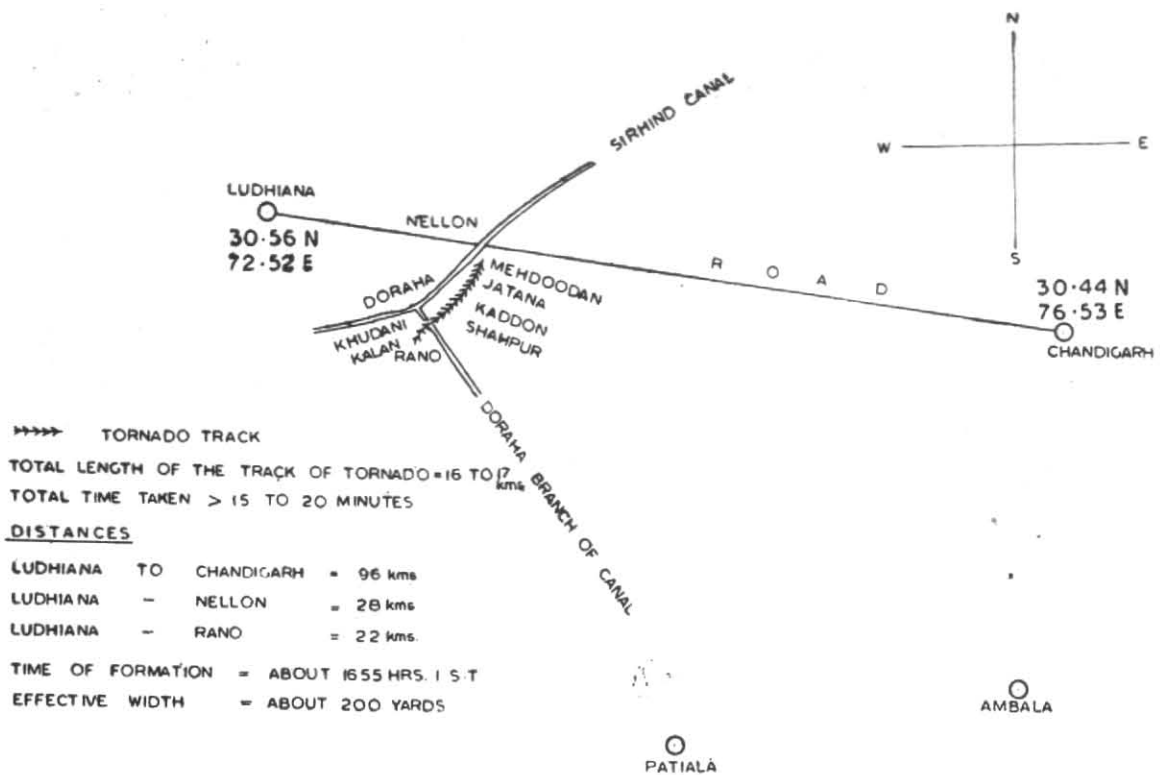 N
SIRHIND CANAL
W E
LUDHIANA
30.56 N
72.52 E
NELLON
S
ROAD
30.44 N
76.53 E
CHANDIGARH
DORAHA
MEHDOODAN
JATANA
KADDON
SHAHPUR
KHUDANI
KALAN
RANO
DORAHA BRANCH OF CANAL
TORNADO TRACK
TOTAL LENGTH OF THE TRACK OF TORNADO = 16 TO 17 kms
TOTAL TIME TAKEN > 15 TO 20 MINUTES
DISTANCES
LUDHIANA TO CHANDIGARH = 96 kms
LUDHIANA - NELLON = 28 kms
LUDHIANA - RANO = 22 kms.
TIME OF FORMATION = ABOUT 1655 HRS. I S.T
EFFECTIVE WIDTH = ABOUT 200 YARDS
AMBALA
PATIALA